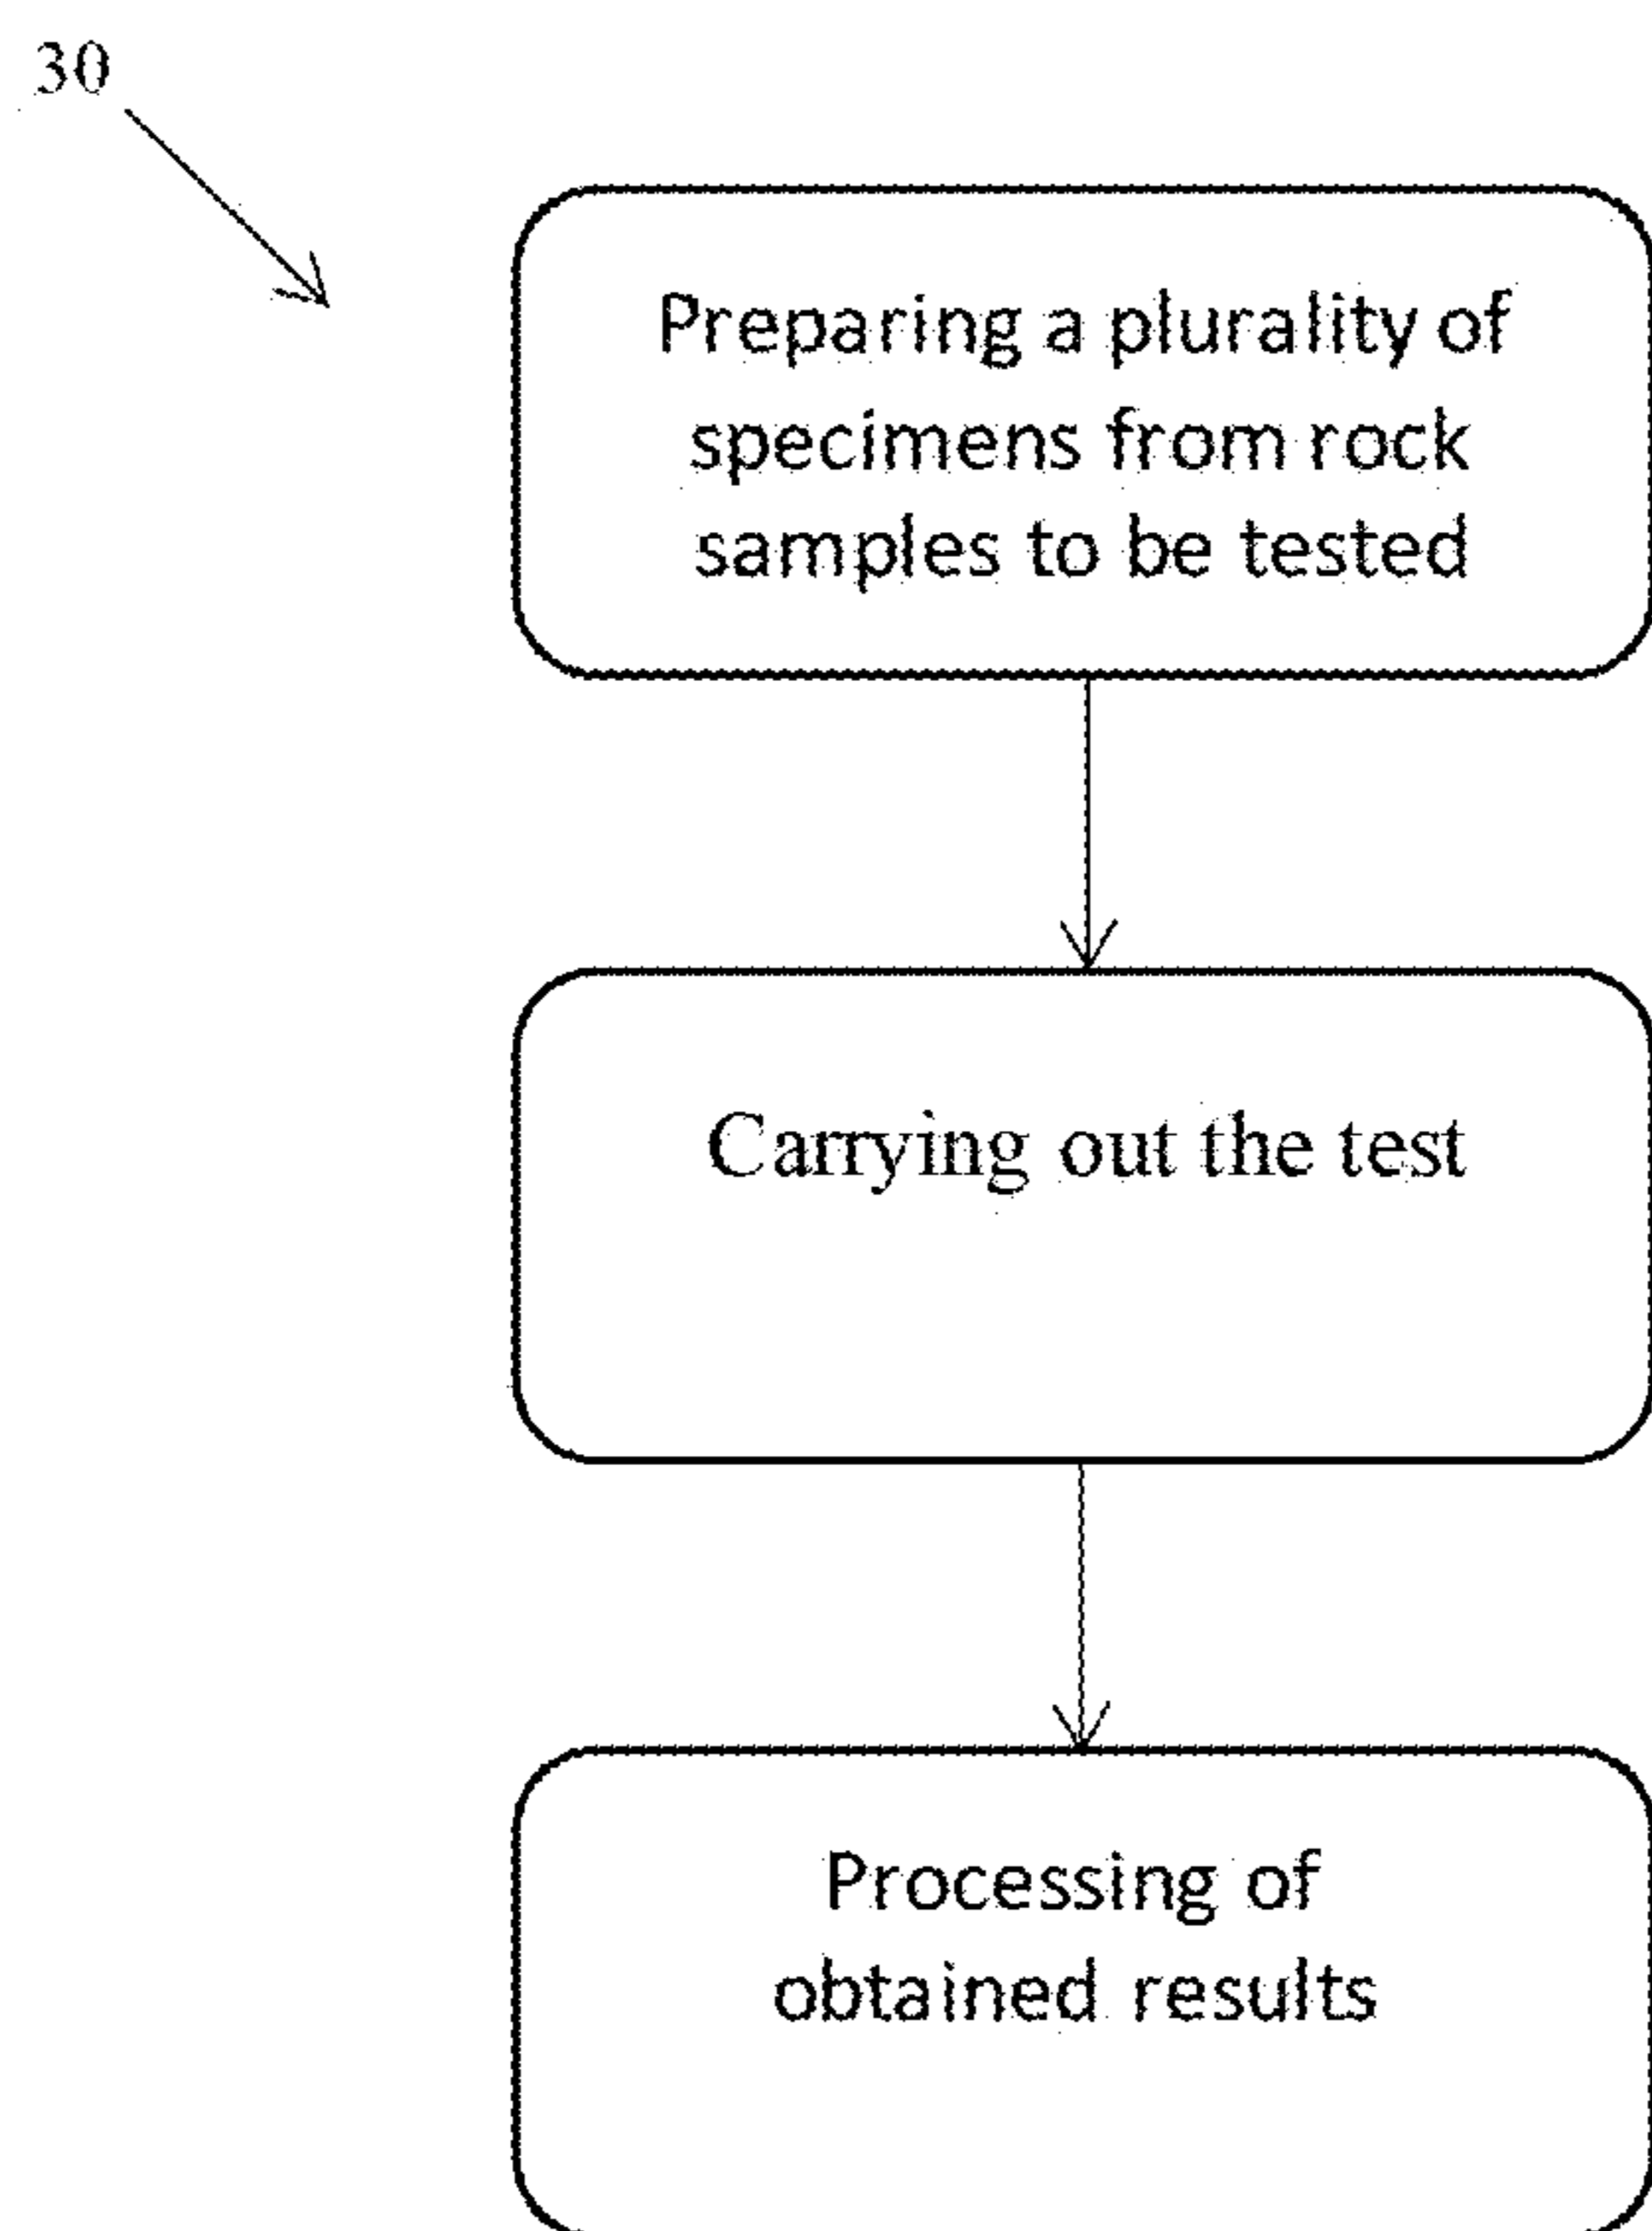 30
Preparing a plurality of
specimens from rock
samples to be tested
Carrying out the test
Processing of
obtained results